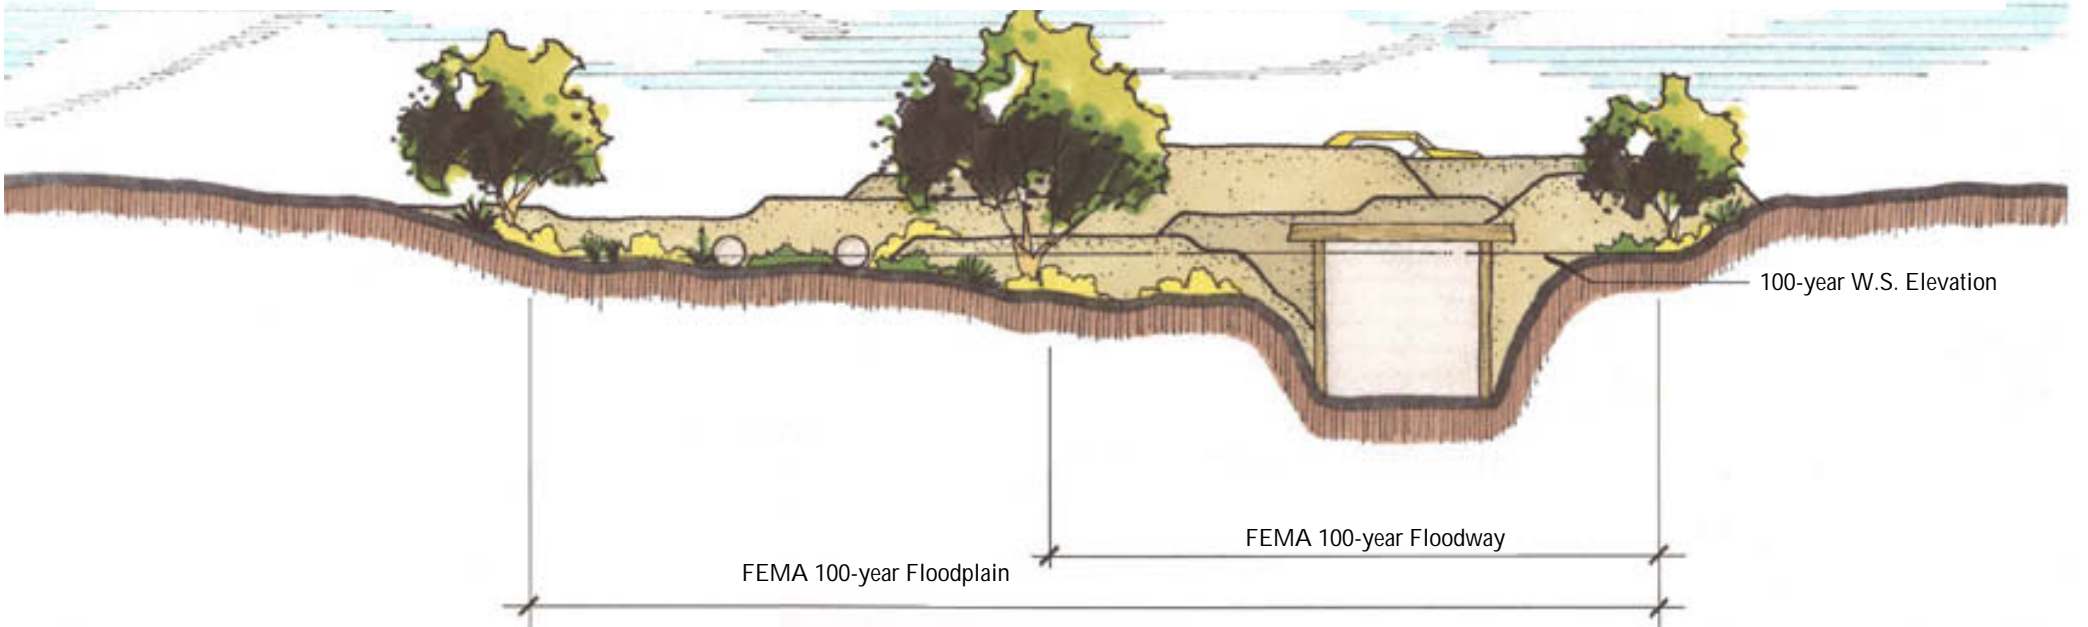 100-year W.S. Elevation
FEMA 100-year Floodway
FEMA 100-year Floodplain